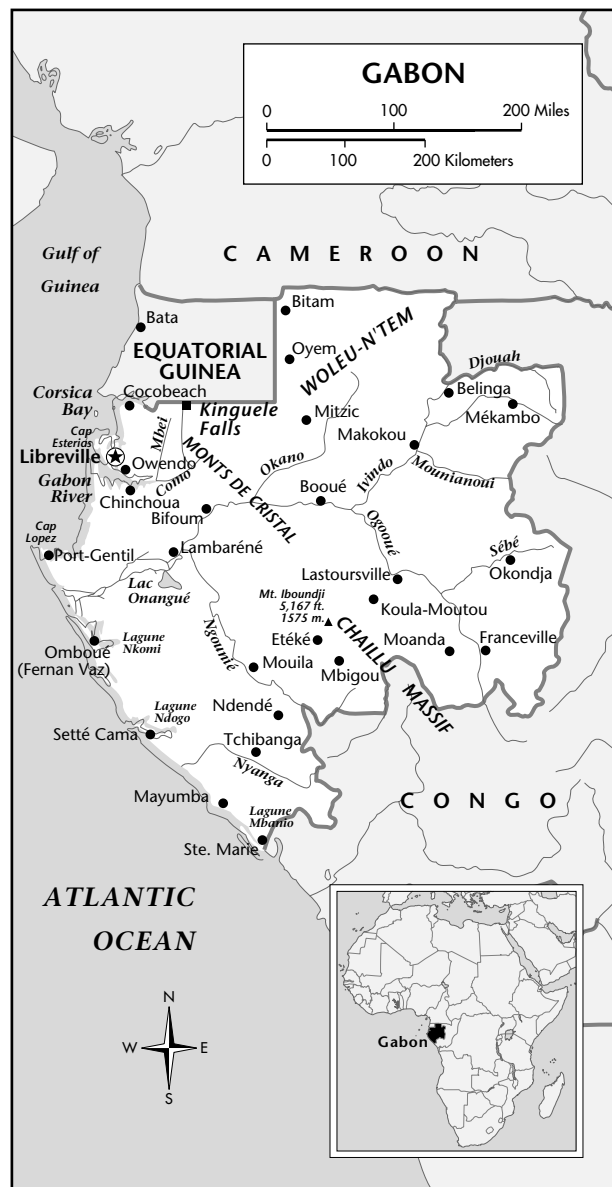 GABON
0 100 200 Miles
0 100 200 Kilometers
Gulf of
Guinea
CAMEROON
Bata
Bitam
EQUATORIAL
GUINEA
Oyem
WOLEU-N'TEM
Djouah
Corsica
Bay
Cocobeach
Kinguele
Falls
Belinga
Mékambo
Mitzic
Cap
Esterias
Mbei
Makokou
Libreville
Owendo
MONTS DE CRISTAL
Okano
Ivindo
Mounianoui
Gabon
River
Como
Chinchoua
Booué
Bifoum
Ogooué
Cap
Lopez
Port-Gentil
Lambaréné
Sébé
Okondja
Lac
Onangué
Lastoursville
Mt. Iboundji
5,167 ft.
1575 m.
Koula-Moutou
Ngounié
Etéké
CHAILLU
MASSIF
Moanda
Franceville
Lagune
Nkomi
Omboué
(Fernan Vaz)
Mouila
Mbigou
Lagune
Ndogo
Ndendé
Setté Cama
Tchibanga
Nyanga
Mayumba
CONGO
Lagune
Mbanio
Ste. Marie
ATLANTIC
OCEAN
N
W E
S
Gabon